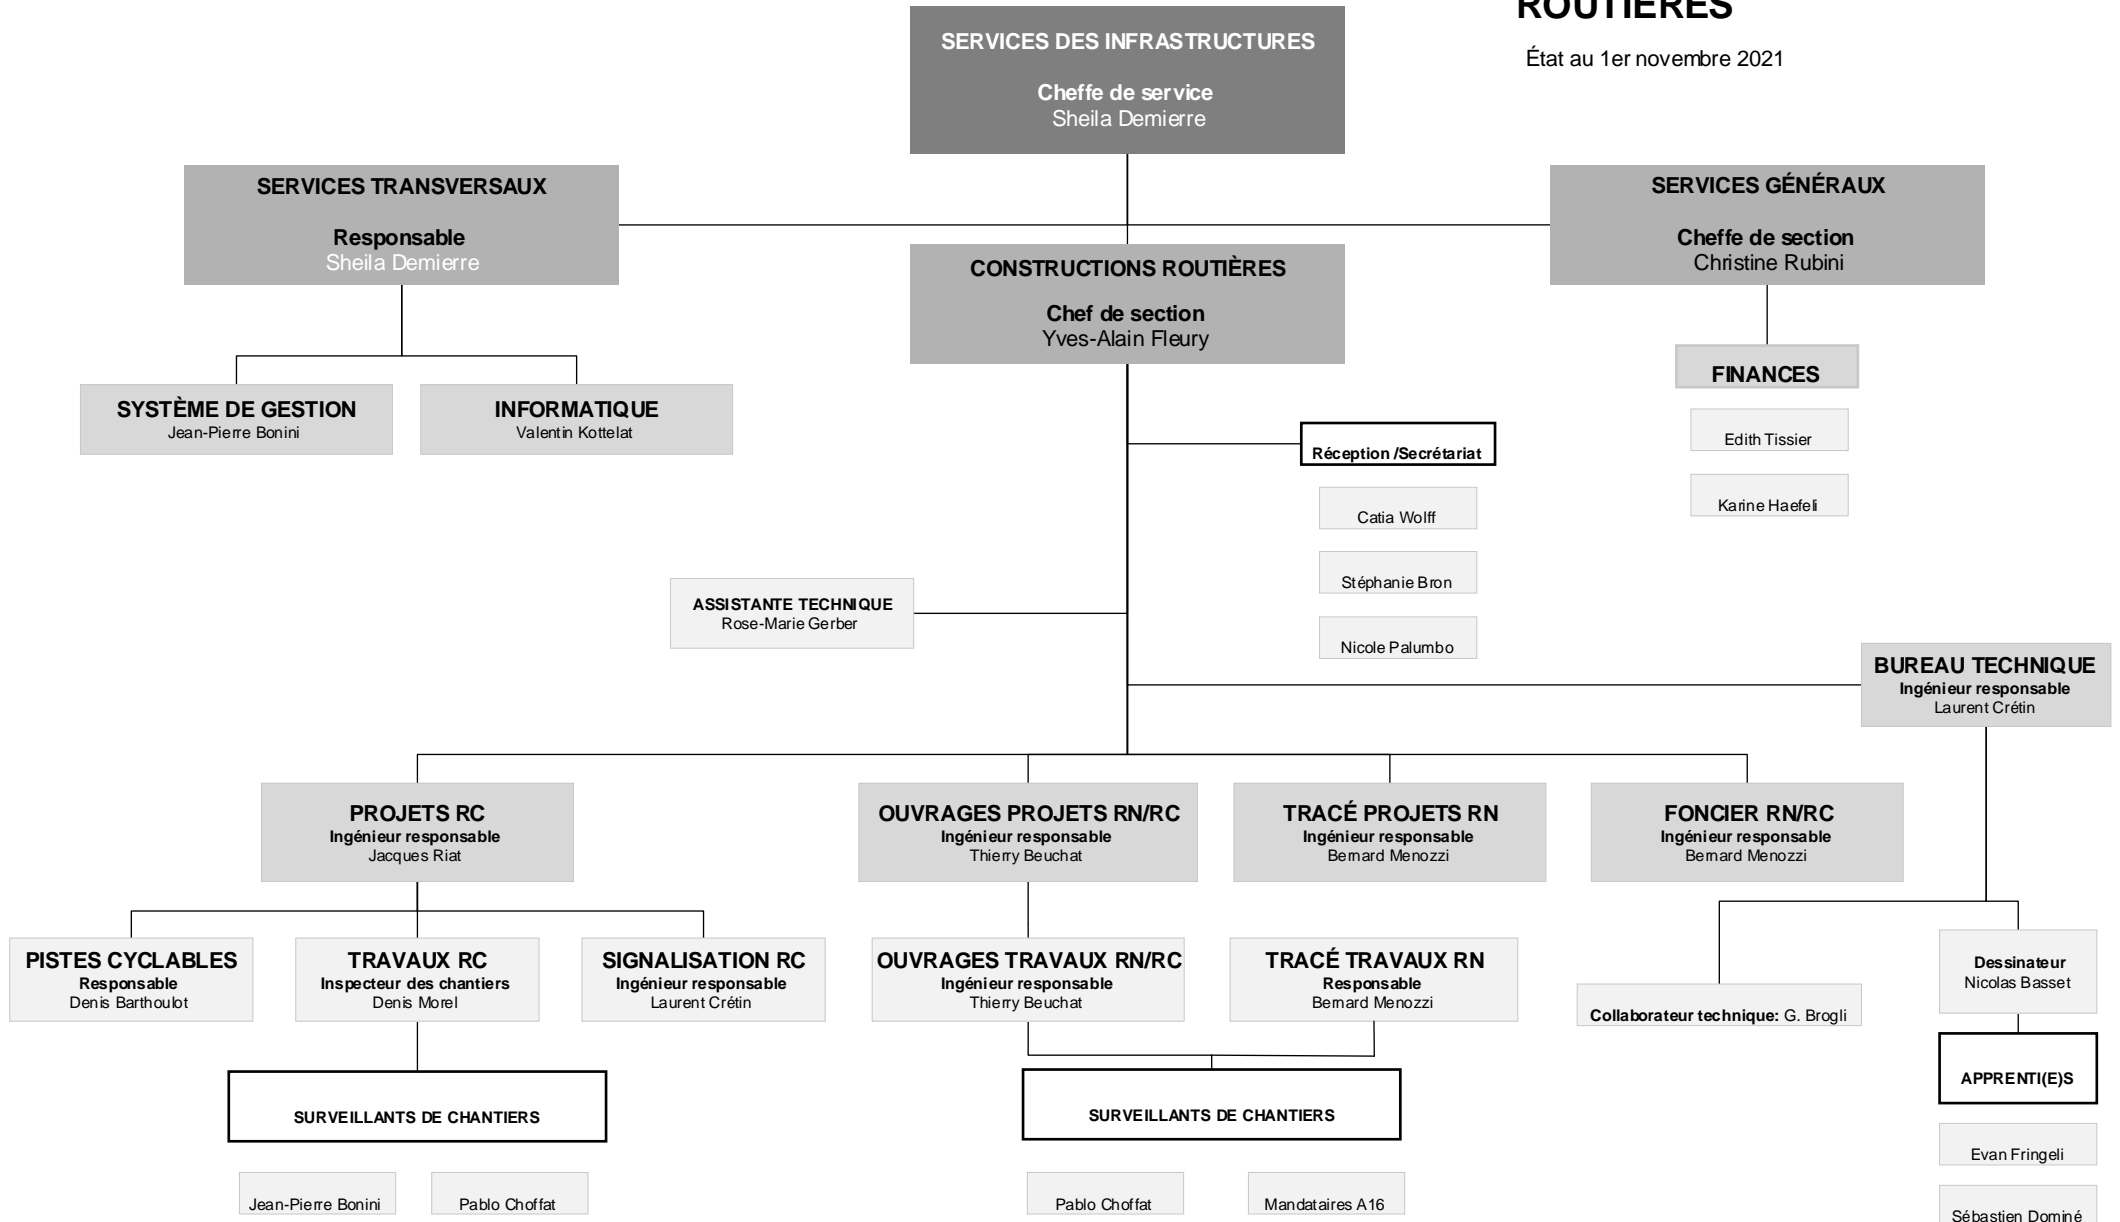 ROUTIÈRES
État au 1er novembre 2021
SERVICES DES INFRASTRUCTURES
Cheffe de service
Sheila Demierre
SERVICES TRANSVERSAUX
Responsable
Sheila Demierre
SERVICES GÉNÉRAUX
Cheffe de section
Christine Rubini
CONSTRUCTIONS ROUTIÈRES
Chef de section
Yves-Alain Fleury
SYSTÈME DE GESTION
Jean-Pierre Bonini
INFORMATIQUE
Valentin Kottelat
FINANCES
Edith Tissier
Karine Haefeli
Réception /Secrétariat
Catia Wolff
Stéphanie Bron
Nicole Palumbo
ASSISTANTE TECHNIQUE
Rose-Marie Gerber
BUREAU TECHNIQUE
Ingénieur responsable
Laurent Crétin
PROJETS RC
Ingénieur responsable
Jacques Riat
OUVRAGES PROJETS RN/RC
Ingénieur responsable
Thierry Beuchat
TRACÉ PROJETS RN
Ingénieur responsable
Bernard Menozzi
FONCIER RN/RC
Ingénieur responsable
Bernard Menozzi
PISTES CYCLABLES
Responsable
Denis Barthoulot
TRAVAUX RC
Inspecteur des chantiers
Denis Morel
SIGNALISATION RC
Ingénieur responsable
Laurent Crétin
OUVRAGES TRAVAUX RN/RC
Ingénieur responsable
Thierry Beuchat
TRACÉ TRAVAUX RN
Responsable
Bernard Menozzi
Collaborateur technique: G. Brogli
Dessinateur
Nicolas Basset
APPRENTI(E)S
Evan Fringeli
Sébastien Dominé
SURVEILLANTS DE CHANTIERS
Jean-Pierre Bonini
Pablo Choffat
SURVEILLANTS DE CHANTIERS
Pablo Choffat
Mandataires A16